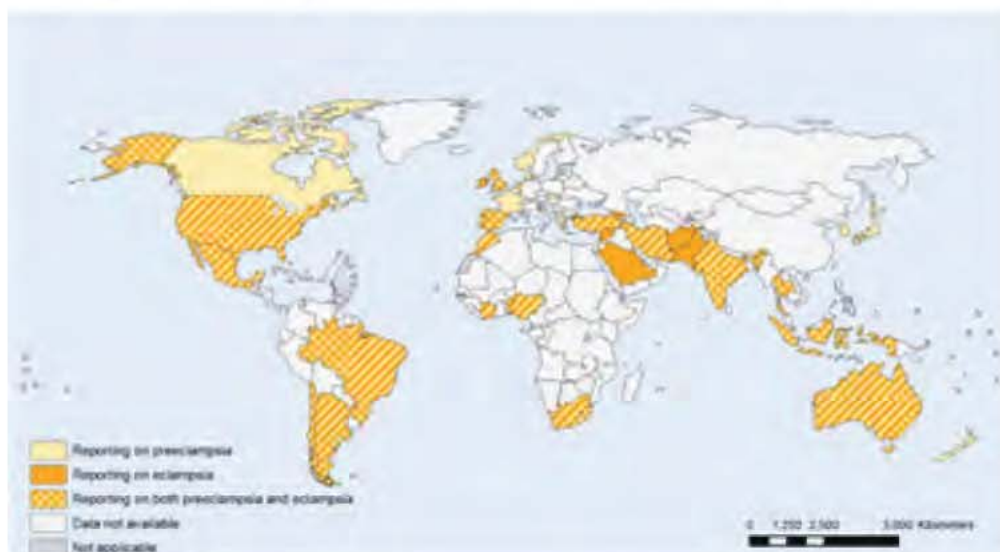 Reporting on preeclampsia
Reporting on eclampsia
Reporting on both preeclampsia and eclampsia
Data not available
Not applicable
0 1,250 2,500 5,000 Kilometers